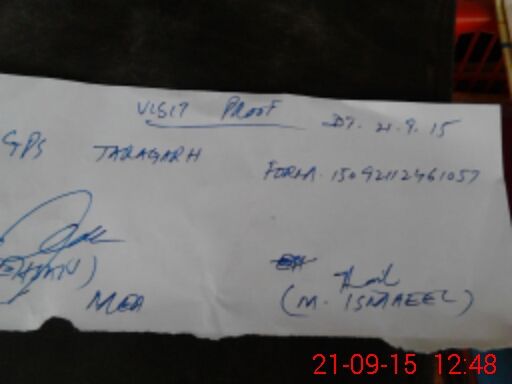 VISIT PROOF
DT. 21.9.15
GPS TARAGARH
FORM. 15092112461057
MEA
(M. ISMAEEL)
21-09-15 12:48